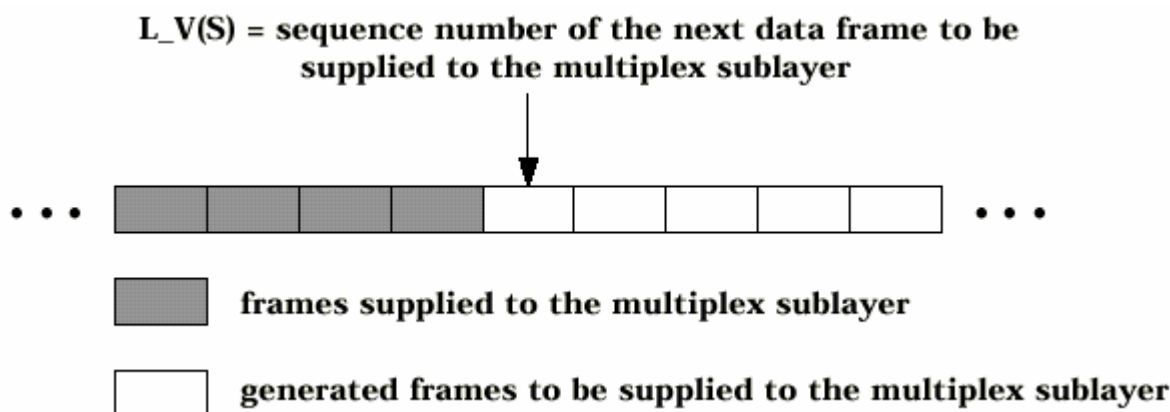 L_V(S) = sequence number of the next data frame to be
supplied to the multiplex sublayer
• • •
• • •
frames supplied to the multiplex sublayer
generated frames to be supplied to the multiplex sublayer